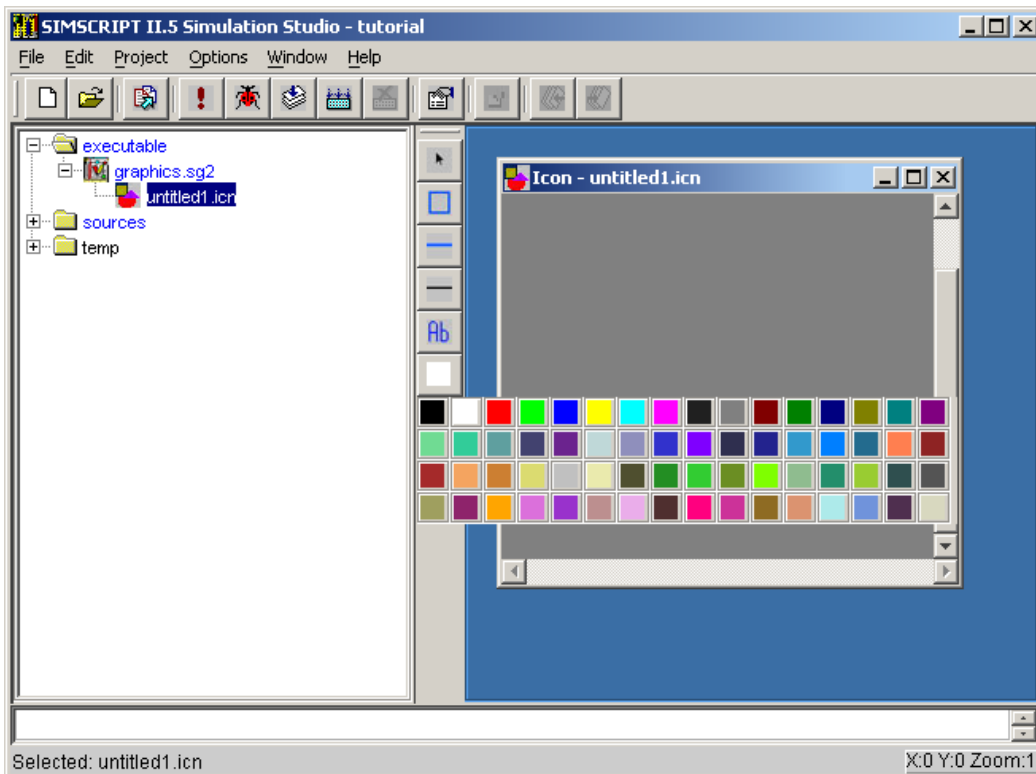 SIMSCRIPT II.5 Simulation Studio - tutorial
File Edit Project Options Window Help
executable
graphics.sg2
untitled1.icn
sources
temp
Ab
Icon - untitled1.icn
Selected: untitled1.icn
X:0 Y:0 Zoom:1